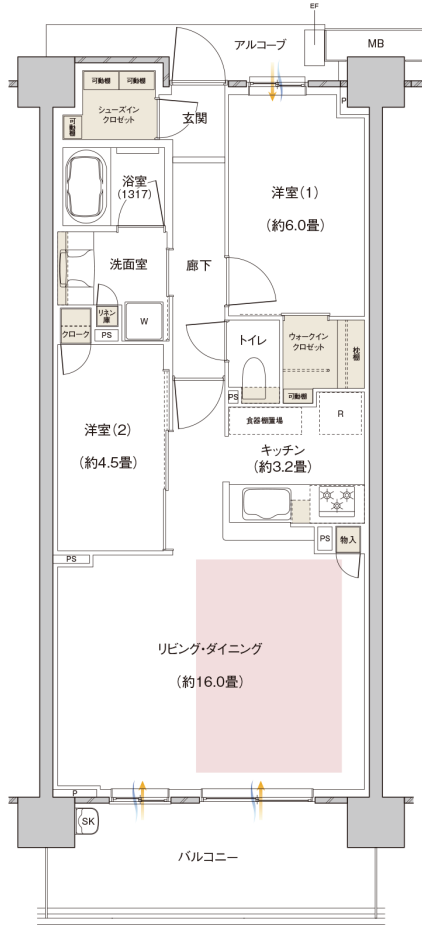 EF
アルコーブ
MB
可動棚
可動棚
シューズイン
クロゼット
可動棚
玄関
P
浴室
(1317)
洋室(1)
(約6.0畳)
洗面室
廊下
リネン
庫
W
クローク
PS
トイレ
ウォークイン
クロゼット
枕棚
PS
可動棚
食器棚置場
R
洋室(2)
(約4.5畳)
キッチン
(約3.2畳)
PS
物入
PS
リビング・ダイニング
(約16.0畳)
P
SK
バルコニー